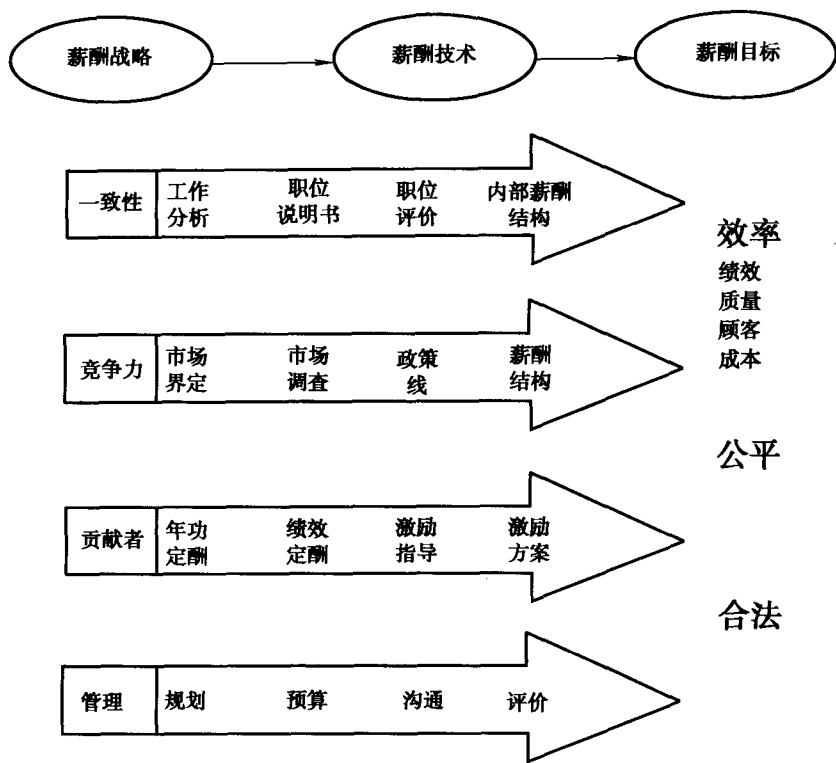 薪酬战略 薪酬技术 薪酬目标
一致性 工作 职位 职位 内部薪酬
分析 说明书 评价 结构
效率
绩效
质量
顾客
成本
竞争力 市场 市场 政策 薪酬
界定 调查 线 结构
公平
贡献者 年功 绩效 激励 激励
定酬 定酬 指导 方案
合法
管理 规划 预算 沟通 评价